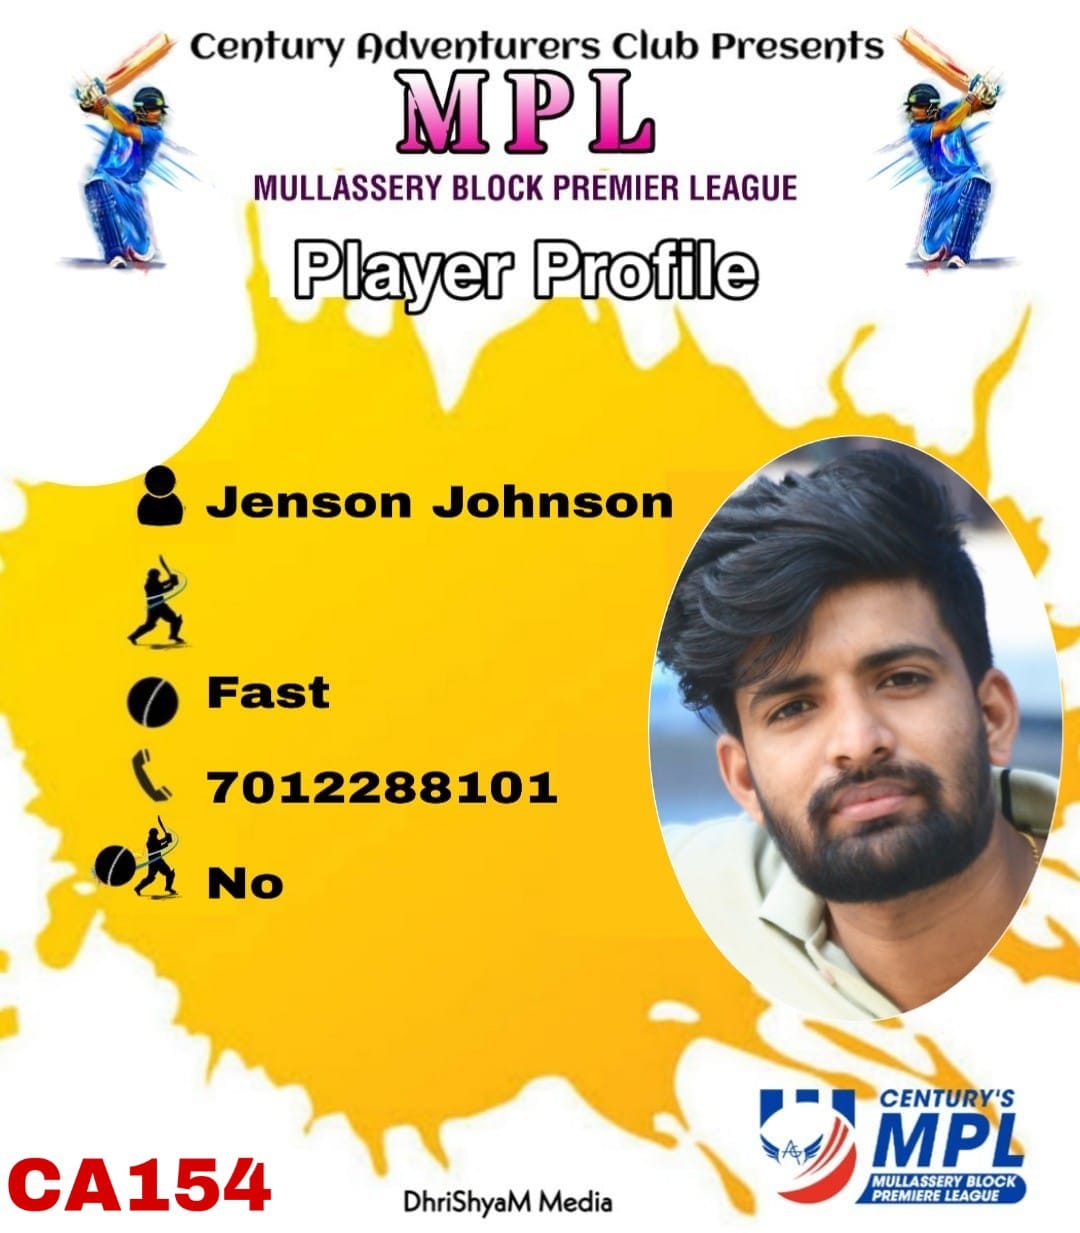 Century Adventurers Club Presents
MPL
MULLASSERY BLOCK PREMIER LEAGUE
Player Profile
Jenson Johnson
Fast
7012288101
No
CENTURY'S
MPL
MULLASSERY BLOCK
PREMIERE LEAGUE
CA154
DhriShyaM Media